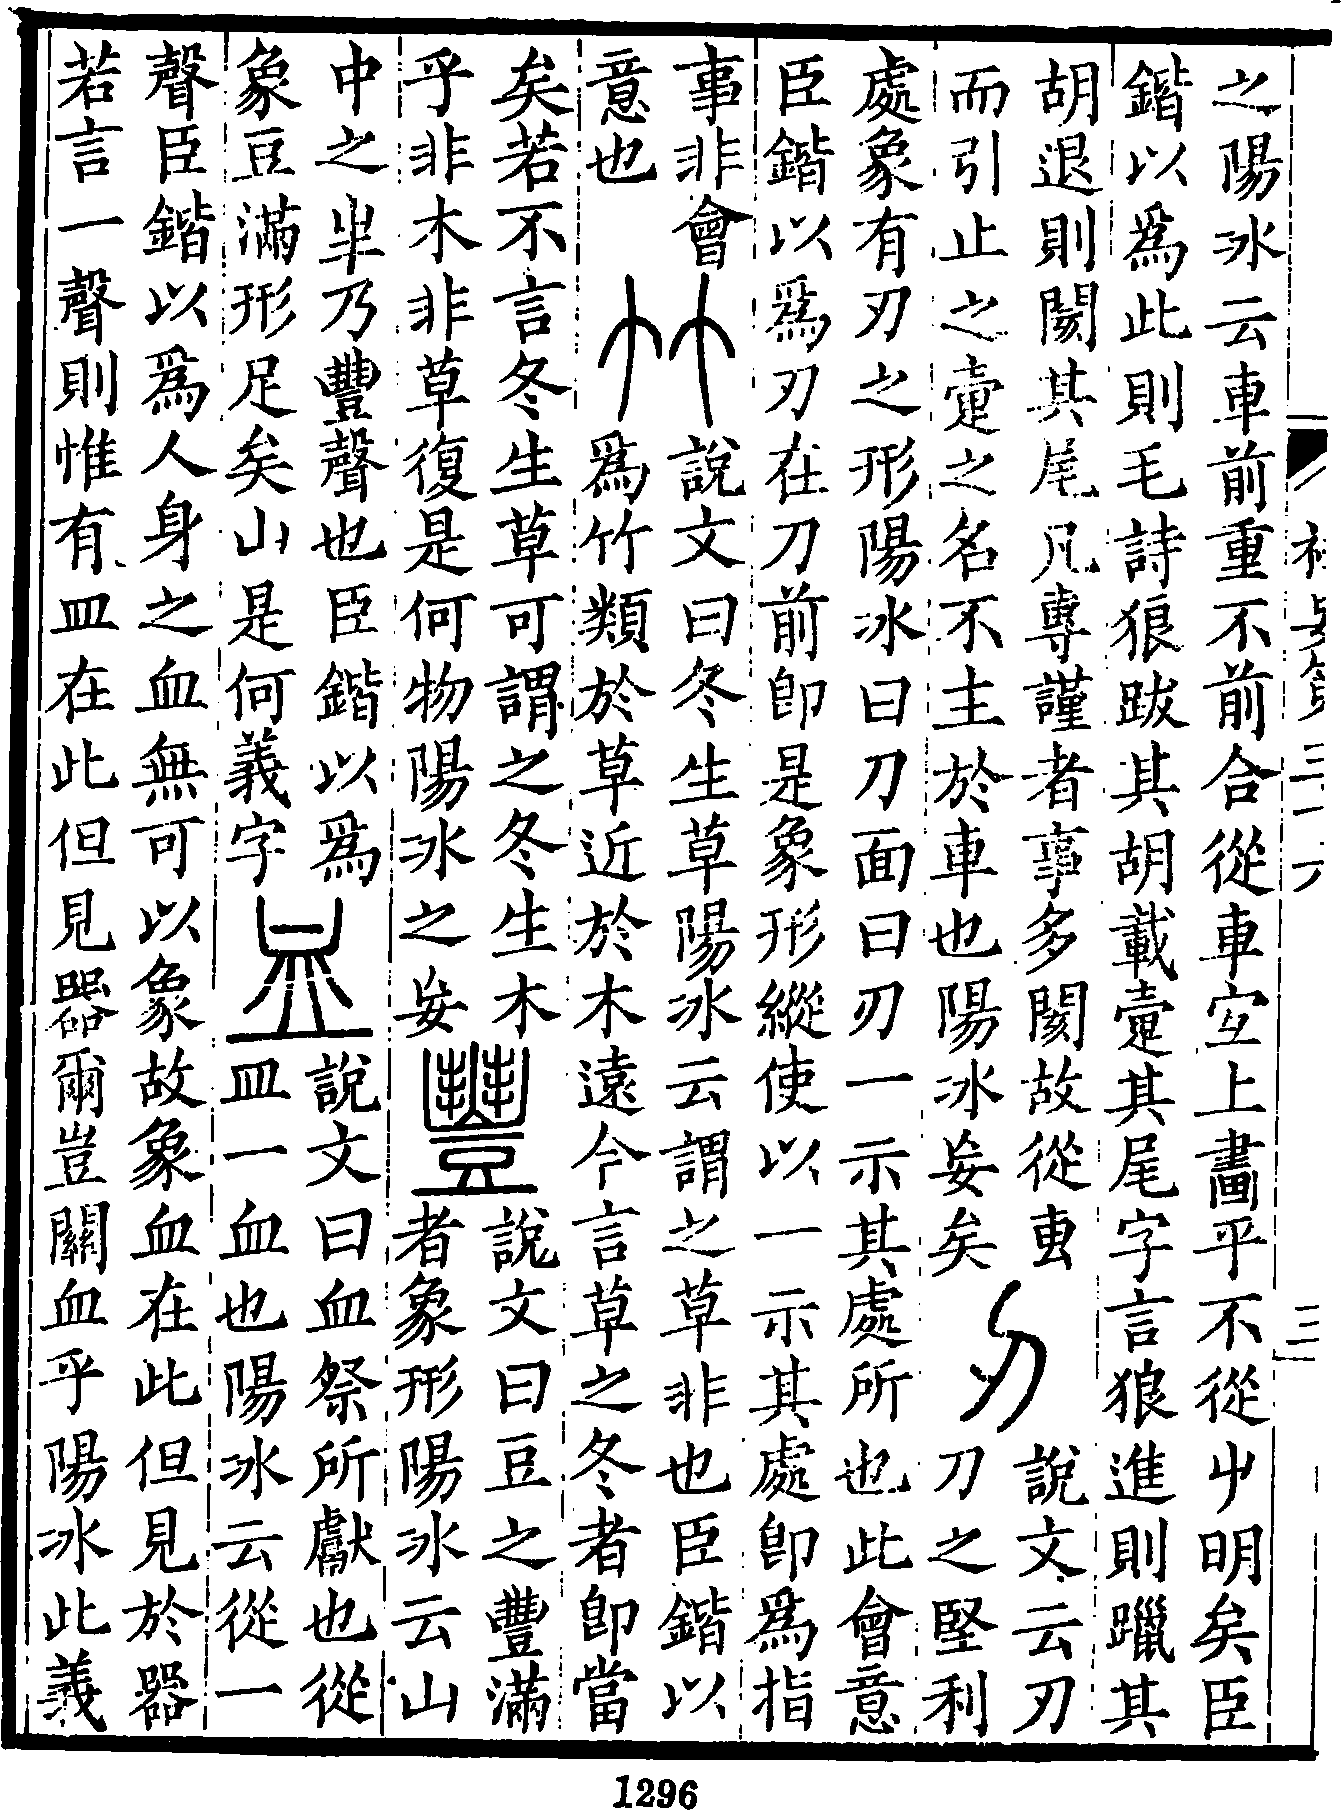 之陽冰云車前重不前合從車宐上畫平不從屮明矣臣
鍇以爲此則毛詩狼跋其胡載疐其尾字言狼進則躐其
胡退則閡其尾凡專謹者事多閡故從叀
而引止之疐之名不主於車也陽冰妄矣
刃
說文云刃
刀之堅利
處象有刃之形陽冰曰刀面曰刃一示其處所也此會意
臣鍇以爲刃在刀前卽是象形縱使以一示其處卽爲指
事非會
意也
竹
說文曰冬生草陽冰云謂之草非也臣鍇以
爲竹類於草近於木遠今言草之冬者卽當
矣若不言冬生草可謂之冬生木
乎非木非草復是何物陽冰之妄
豐
說文曰豆之豐滿
者象形陽冰云山
中之丰乃豐聲也臣鍇以爲
象豆滿形足矣山是何義字
血
說文曰血祭所獻也從
皿一血也陽冰云從一
聲臣鍇以爲人身之血無可以象故象血在此但見於器
若言一聲則惟有皿在此但見器爾豈關血乎陽冰此義
三
1296